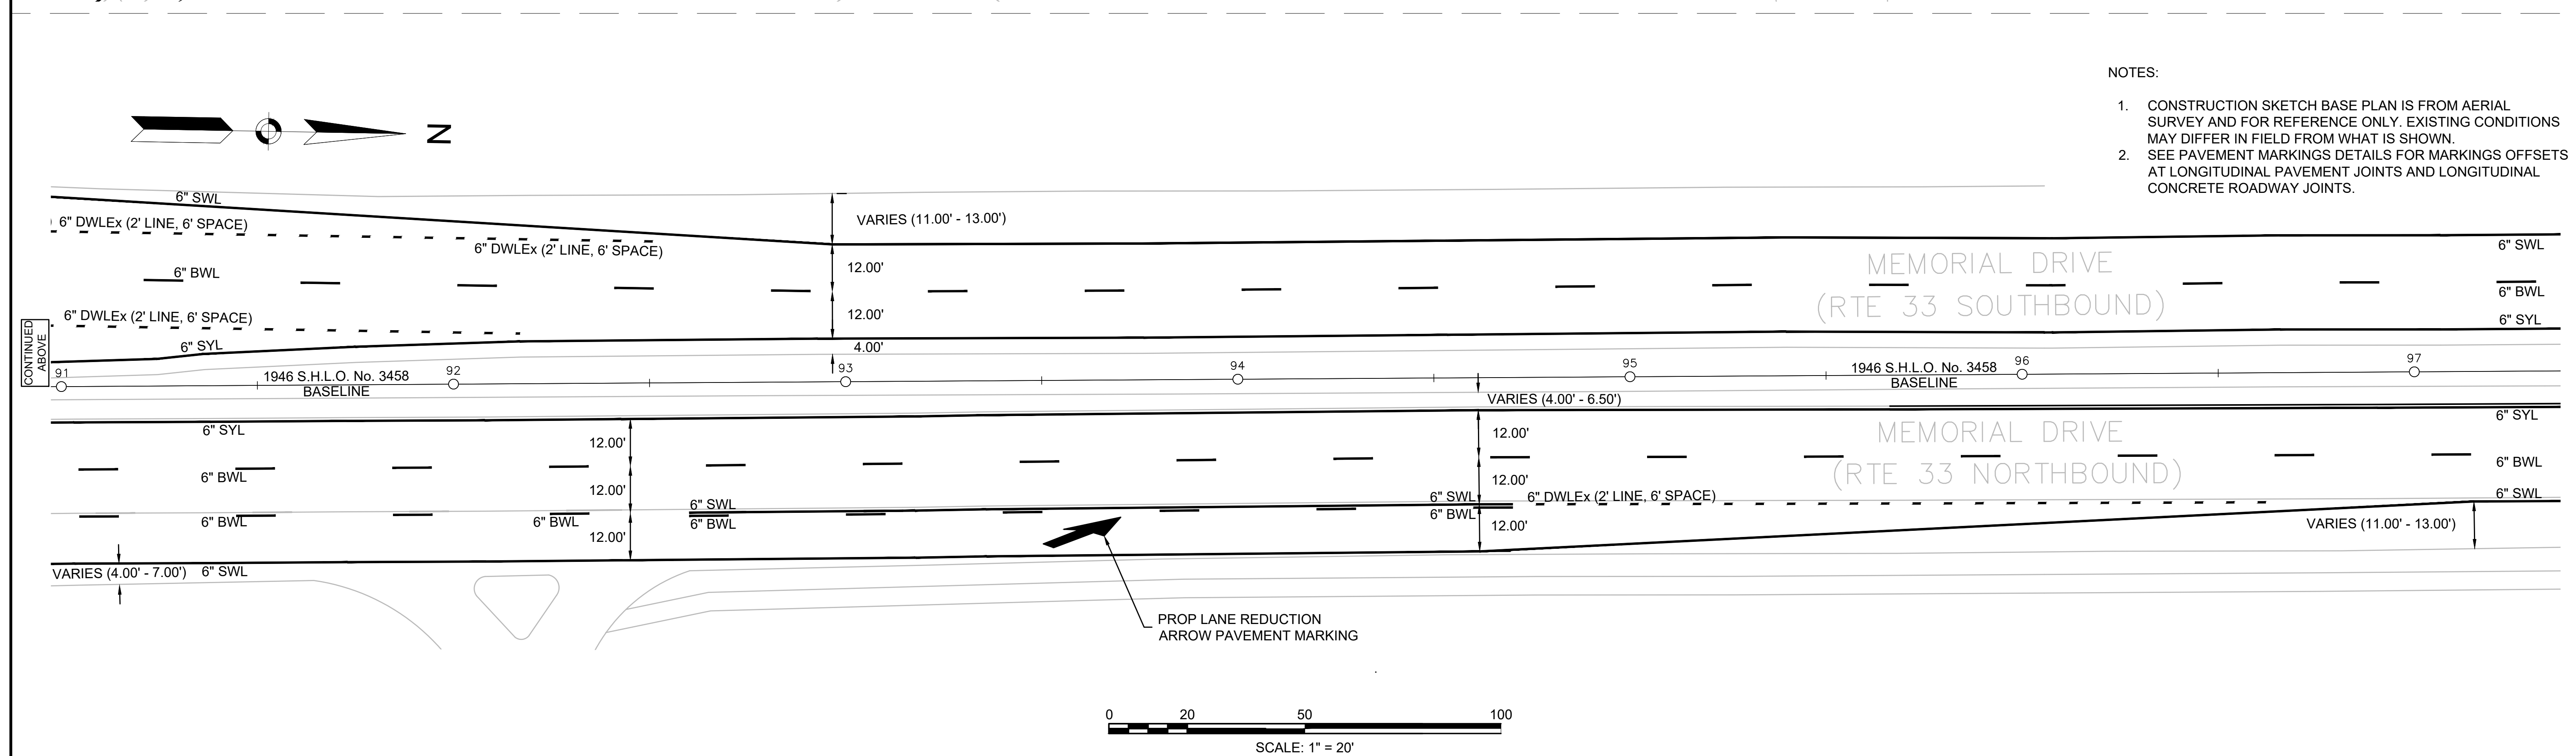 NOTES:
1. CONSTRUCTION SKETCH BASE PLAN IS FROM AERIAL
SURVEY AND FOR REFERENCE ONLY. EXISTING CONDITIONS
MAY DIFFER IN FIELD FROM WHAT IS SHOWN.
2. SEE PAVEMENT MARKINGS DETAILS FOR MARKINGS OFFSETS
AT LONGITUDINAL PAVEMENT JOINTS AND LONGITUDINAL
CONCRETE ROADWAY JOINTS.
N
6" SWL
6" DWLEx (2' LINE, 6' SPACE)
VARIES (11.00' - 13.00')
6" DWLEx (2' LINE, 6' SPACE)
6" SWL
12.00'
MEMORIAL DRIVE
6" BWL
6" BWL
(RTE 33 SOUTHBOUND)
6" DWLEx (2' LINE, 6' SPACE)
12.00'
6" SYL
6" SYL
4.00'
CONTINUED
ABOVE
91
92
93
94
95
96
97
1946 S.H.L.O. No. 3458
BASELINE
1946 S.H.L.O. No. 3458
BASELINE
VARIES (4.00' - 6.50')
6" SYL
6" SYL
12.00'
12.00'
MEMORIAL DRIVE
6" BWL
6" BWL
(RTE 33 NORTHBOUND)
12.00'
12.00'
6" SWL
6" SWL
6" DWLEx (2' LINE, 6' SPACE)
6" SWL
6" BWL
6" BWL
6" BWL
6" BWL
12.00'
12.00'
VARIES (11.00' - 13.00')
VARIES (4.00' - 7.00')
6" SWL
PROP LANE REDUCTION
ARROW PAVEMENT MARKING
0 20 50 100
SCALE: 1" = 20'